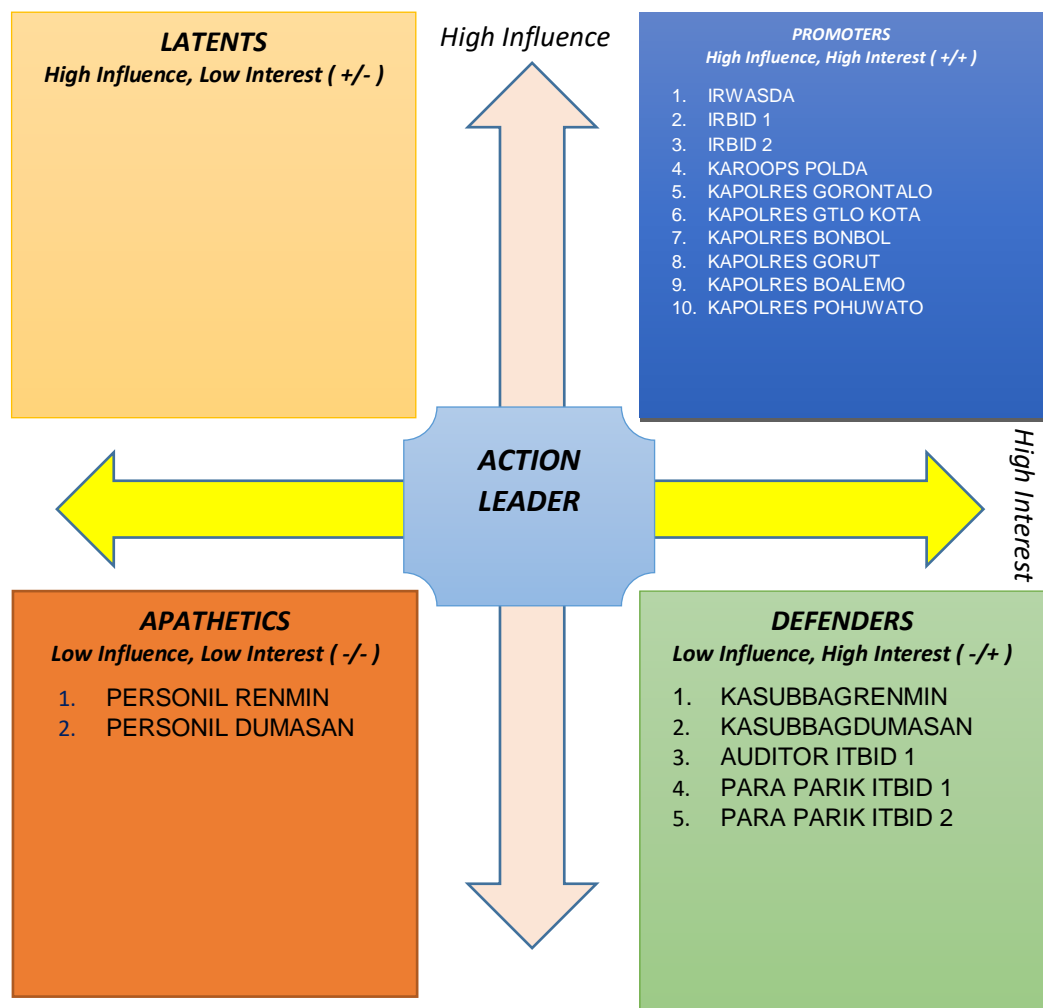 LATENTS
High Influence, Low Interest ( +/- )
High Influence
PROMOTERS
High Influence, High Interest ( +/+ )
1. IRWASDA
2. IRBID 1
3. IRBID 2
4. KAROOPS POLDA
5. KAPOLRES GORONTALO
6. KAPOLRES GTLO KOTA
7. KAPOLRES BONBOL
8. KAPOLRES GORUT
9. KAPOLRES BOALEMO
10. KAPOLRES POHUWATO
ACTION
LEADER
High Interest
APATHETICS
Low Influence, Low Interest ( -/- )
1. PERSONIL RENMIN
2. PERSONIL DUMASAN
DEFENDERS
Low Influence, High Interest ( -/+ )
1. KASUBBAGRENMIN
2. KASUBBAGDUMASAN
3. AUDITOR ITBID 1
4. PARA PARIK ITBID 1
5. PARA PARIK ITBID 2